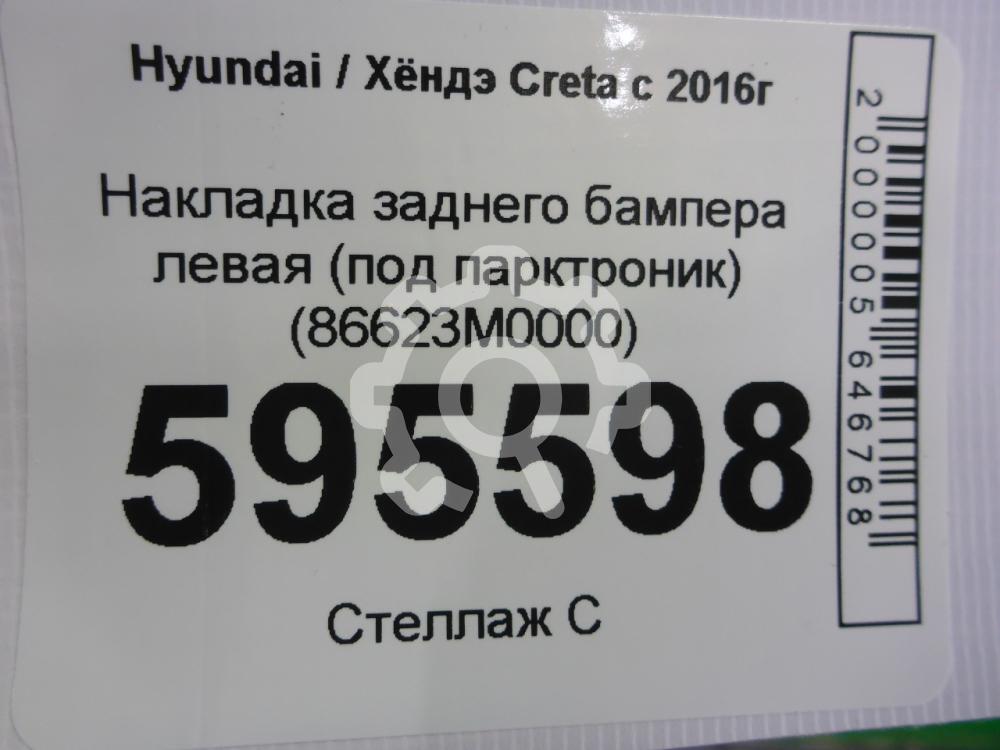 Hyundai / Хёндэ Creta с 2016г
Накладка заднего бампера
левая (под парктроник)
(86623M0000)
595598
Стеллаж С
2000005646768